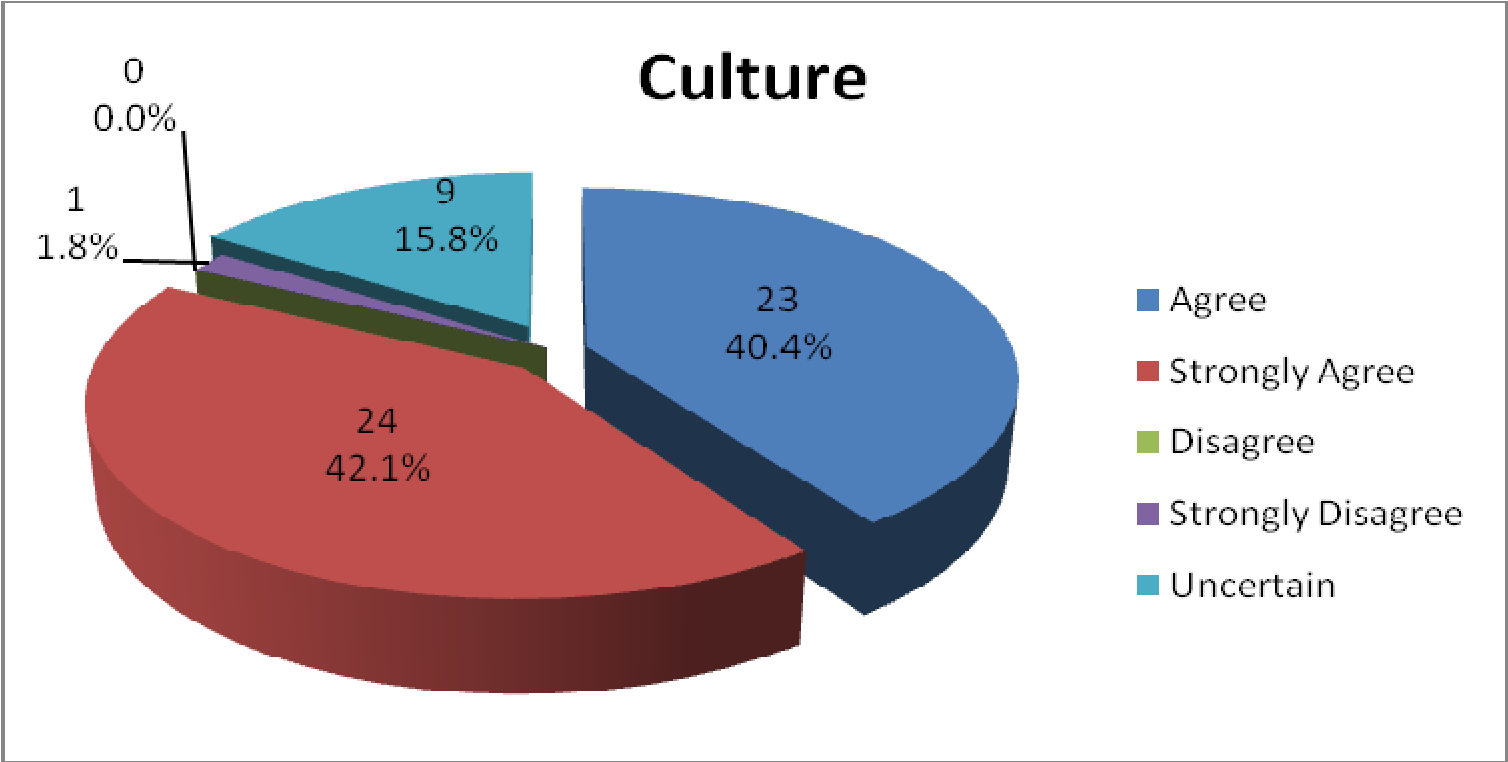 Culture
0
0.0%
1
1.8%
9
15.8%
23
40.4%
24
42.1%
Agree
Strongly Agree
Disagree
Strongly Disagree
Uncertain